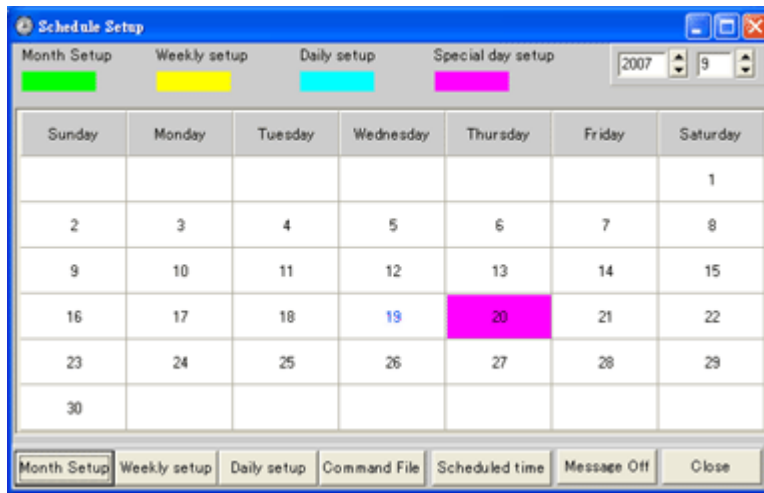 Schedule Setup
Month Setup Weekly setup Daily setup Special day setup 2007 9
Sunday Monday Tuesday Wednesday Thursday Friday Saturday
1
2 3 4 5 6 7 8
9 10 11 12 13 14 15
16 17 18 19 20 21 22
23 24 25 26 27 28 29
30
Month Setup Weekly setup Daily setup Command File Scheduled time Message Off Close